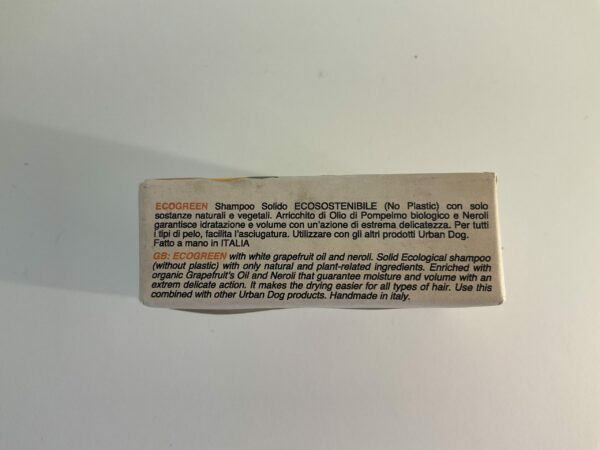 ECOGREEN Shampoo Solido ECOSOSTENIBILE (No Plastic) con solo
sostanze naturali e vegetali. Arricchito di Olio di Pompelmo biologico e Neroli
garantisce idratazione e volume con un'azione di estrema delicatezza. Per tutti
i tipi di pelo, facilita l'asciugatura. Utilizzare con gli altri prodotti Urban Dog.
Fatto a mano in ITALIA
GB: ECOGREEN with white grapefruit oil and neroli. Solid Ecological shampoo
(without plastic) with only natural and plant-related ingredients. Enriched with
organic Grapefruit's Oil and Neroli that guarantee moisture and volume with an
extrem delicate action. It makes the drying easier for all types of hair. Use this
combined with other Urban Dog products. Handmade in italy.